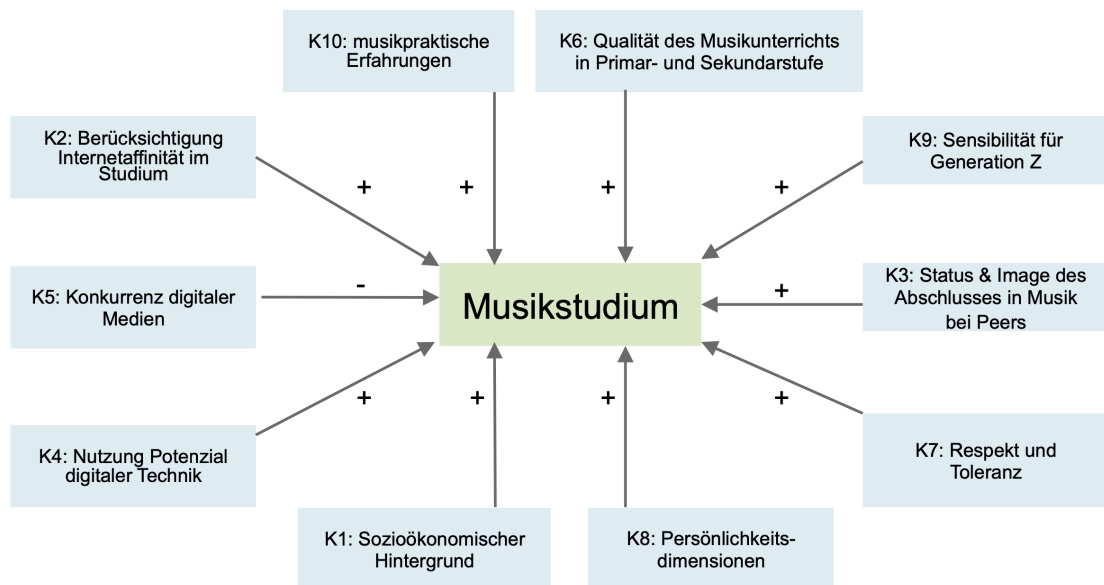 K10: musikpraktische
Erfahrungen
K6: Qualität des Musikunterrichts
in Primar- und Sekundarstufe
K2: Berücksichtigung
Internetaffinität im
Studium
K9: Sensibilität für
Generation Z
+
+
+
+
K5: Konkurrenz digitaler
Medien
-
Musikstudium
+
K3: Status & Image des
Abschlusses in Musik
bei Peers
+
+
+
+
K4: Nutzung Potenzial
digitaler Technik
K7: Respekt und
Toleranz
K1: Sozioökonomischer
Hintergrund
K8: Persönlichkeits-
dimensionen